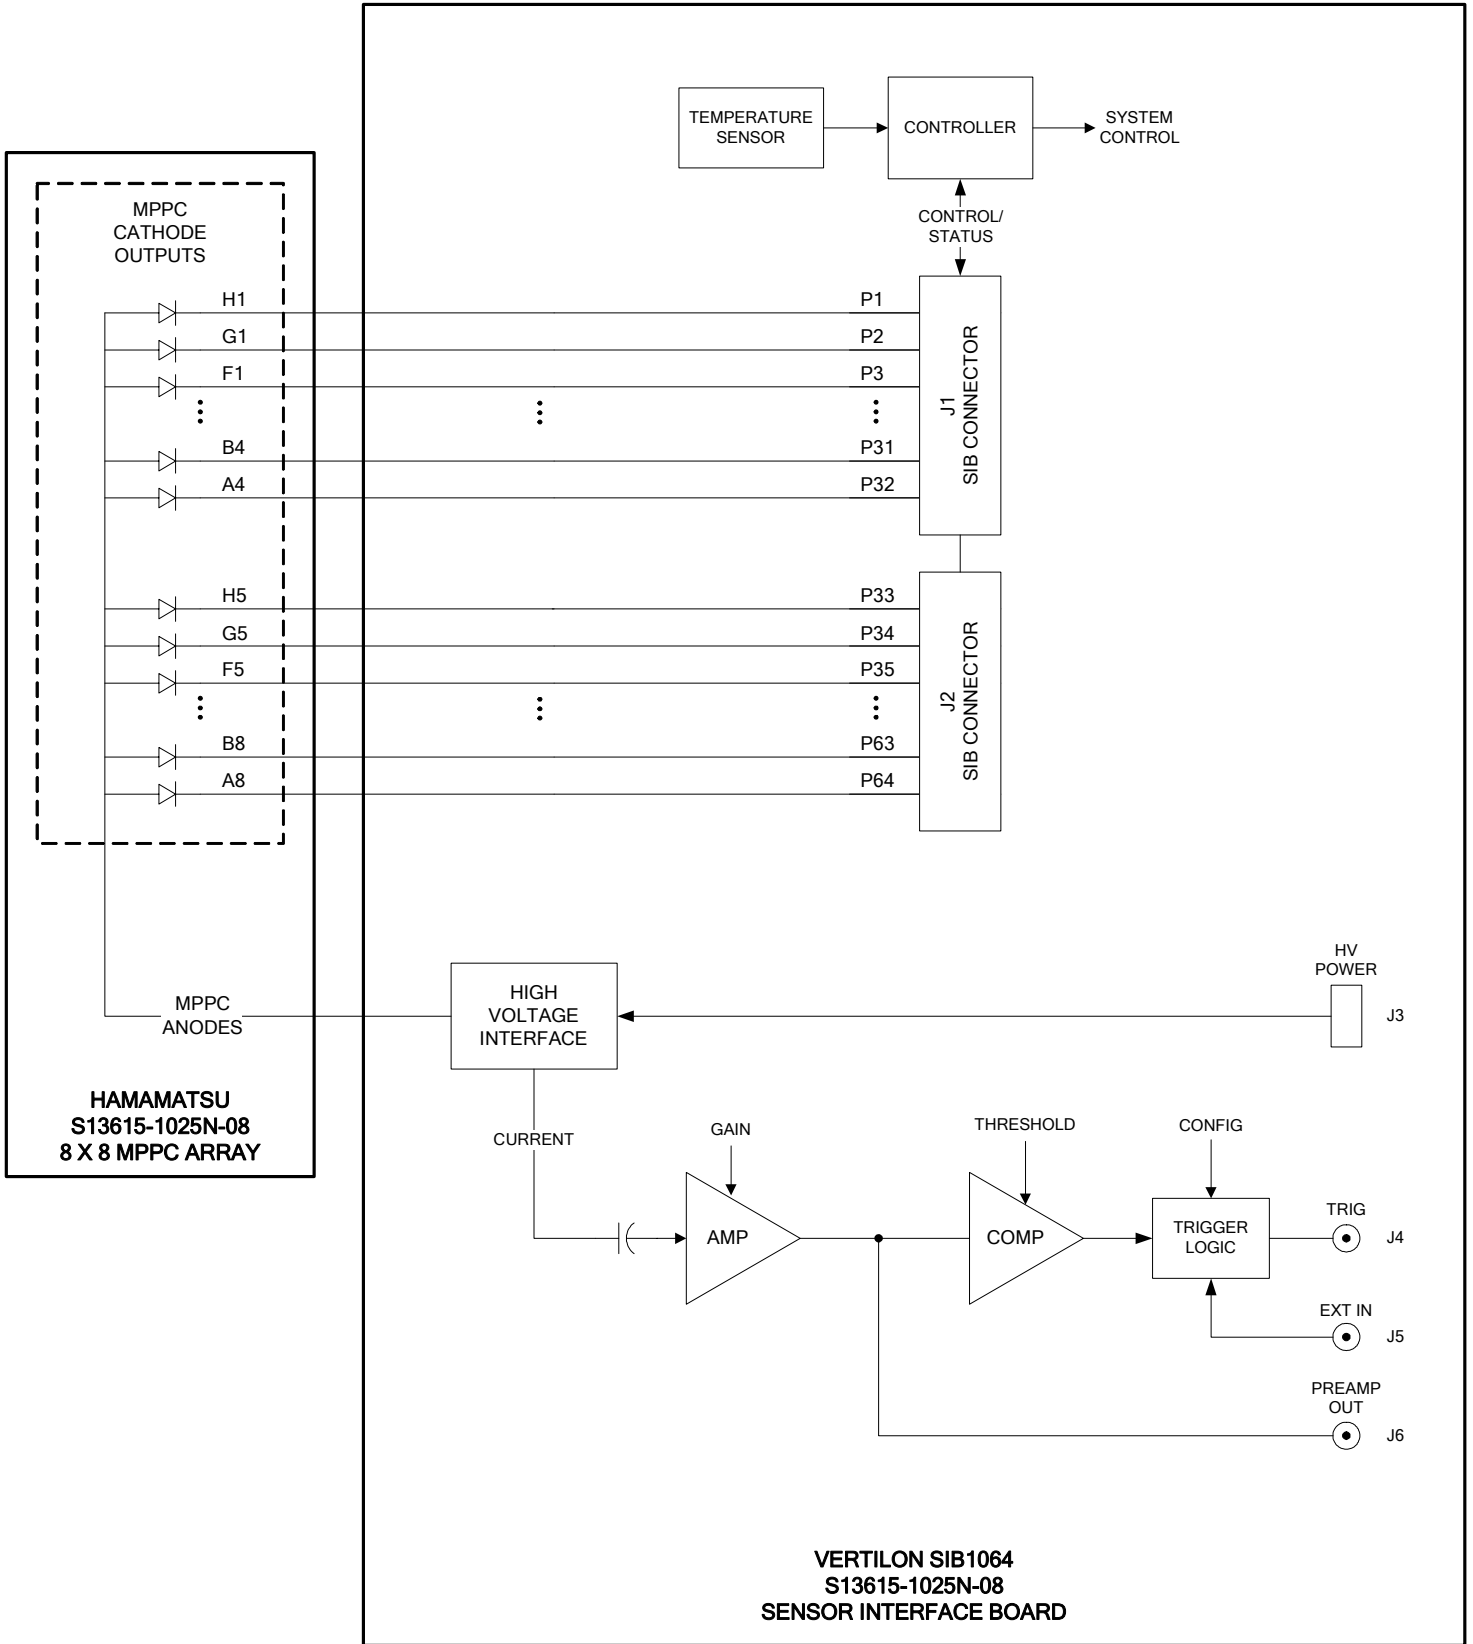 TEMPERATURE
SENSOR
CONTROLLER
SYSTEM
CONTROL
CONTROL/
STATUS
MPPC
CATHODE
OUTPUTS
H1
P1
G1
P2
F1
P3
B4
P31
A4
P32
J1
SIB CONNECTOR
H5
P33
G5
P34
F5
P35
B8
P63
A8
P64
J2
SIB CONNECTOR
MPPC
ANODES
HIGH
VOLTAGE
INTERFACE
HV
POWER
J3
HAMAMATSU
S13615-1025N-08
8 X 8 MPPC ARRAY
CURRENT
GAIN
AMP
THRESHOLD
COMP
CONFIG
TRIGGER
LOGIC
TRIG
J4
EXT IN
J5
PREAMP
OUT
J6
VERTILON SIB1064
S13615-1025N-08
SENSOR INTERFACE BOARD